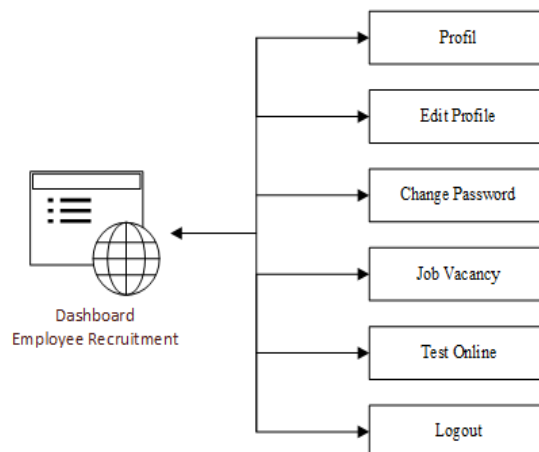 Profil
Edit Profile
Change Password
Job Vacancy
Test Online
Logout
Dashboard
Employee Recruitment